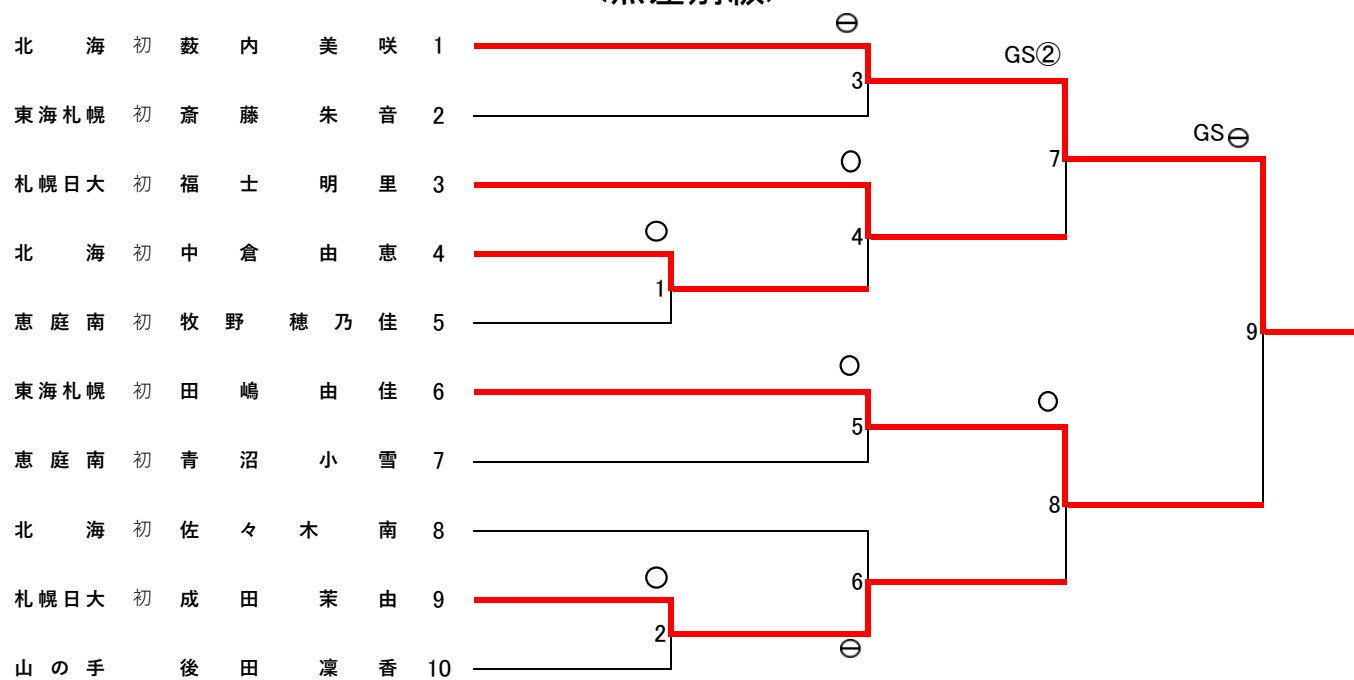 北海 初 薮内美咲 1
東海札幌 初 斎藤朱音 2
札幌日大 初 福士明里 3
北海 初 中倉由恵 4
恵庭南 初 牧野穂乃佳 5
東海札幌 初 田嶋由佳 6
恵庭南 初 青沼小雪 7
北海 初 佐々木南 8
札幌日大 初 成田茉由 9
山の手 後田凜香 10
1
2
3
4
5
6
GS②
7
8
GS
9